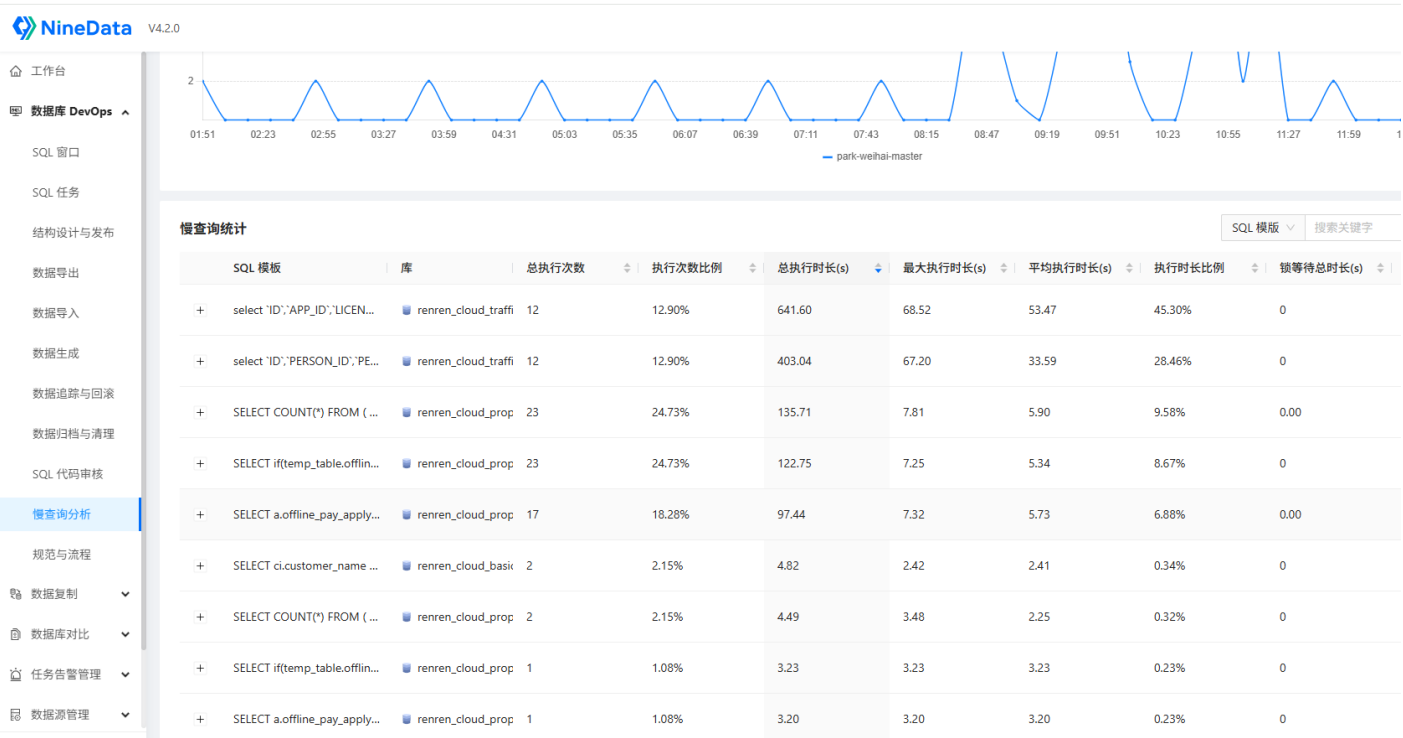 NineData V4.2.0
工作台
数据库 DevOps
SQL 窗口
SQL 任务
结构设计与发布
数据导出
数据导入
数据生成
数据追踪与回滚
数据归档与清理
SQL 代码审核
慢查询分析
规范与流程
数据复制
数据库对比
任务告警管理
数据源管理
2
01:51 02:23 02:55 03:27 03:59 04:31 05:03 05:35 06:07 06:39 07:11 07:43 08:15 08:47 09:19 09:51 10:23 10:55 11:27 11:59 1
park-weihai-master
慢查询统计 SQL 模版 搜索关键字
SQL 模板 库 总执行次数 执行次数比例 总执行时长(s) 最大执行时长(s) 平均执行时长(s) 执行时长比例 锁等待总时长(s)
+ select `ID`,`APP_ID`,`LICEN... renren_cloud_traffi 12 12.90% 641.60 68.52 53.47 45.30% 0
+ select `ID`,`PERSON_ID`,`PE... renren_cloud_traffi 12 12.90% 403.04 67.20 33.59 28.46% 0
+ SELECT COUNT(*) FROM ( ... renren_cloud_prop 23 24.73% 135.71 7.81 5.90 9.58% 0.00
+ SELECT if(temp_table.offlin... renren_cloud_prop 23 24.73% 122.75 7.25 5.34 8.67% 0
+ SELECT a.offline_pay_apply... renren_cloud_prop 17 18.28% 97.44 7.32 5.73 6.88% 0.00
+ SELECT ci.customer_name ... renren_cloud_basic 2 2.15% 4.82 2.42 2.41 0.34% 0
+ SELECT COUNT(*) FROM ( ... renren_cloud_prop 2 2.15% 4.49 3.48 2.25 0.32% 0
+ SELECT if(temp_table.offlin... renren_cloud_prop 1 1.08% 3.23 3.23 3.23 0.23% 0
+ SELECT a.offline_pay_apply... renren_cloud_prop 1 1.08% 3.20 3.20 3.20 0.23% 0